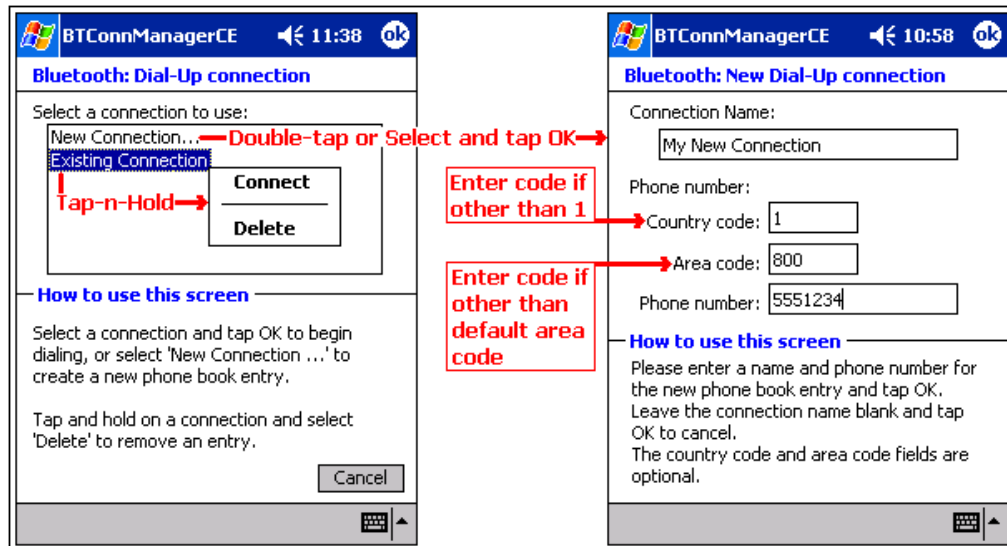 BTConnManagerCE 11:38 ok
Bluetooth: Dial-Up connection
Select a connection to use:
New Connection...
Existing Connection
Double-tap or Select and tap OK
Tap-n-Hold
Connect
Delete
How to use this screen
Select a connection and tap OK to begin
dialing, or select 'New Connection ...' to
create a new phone book entry.
Tap and hold on a connection and select
'Delete' to remove an entry.
Cancel
Enter code if
other than 1
Enter code if
other than
default area
code
BTConnManagerCE 10:58 ok
Bluetooth: New Dial-Up connection
Connection Name:
My New Connection
Phone number:
Country code: 1
Area code: 800
Phone number: 5551234
How to use this screen
Please enter a name and phone number for
the new phone book entry and tap OK.
Leave the connection name blank and tap
OK to cancel.
The country code and area code fields are
optional.